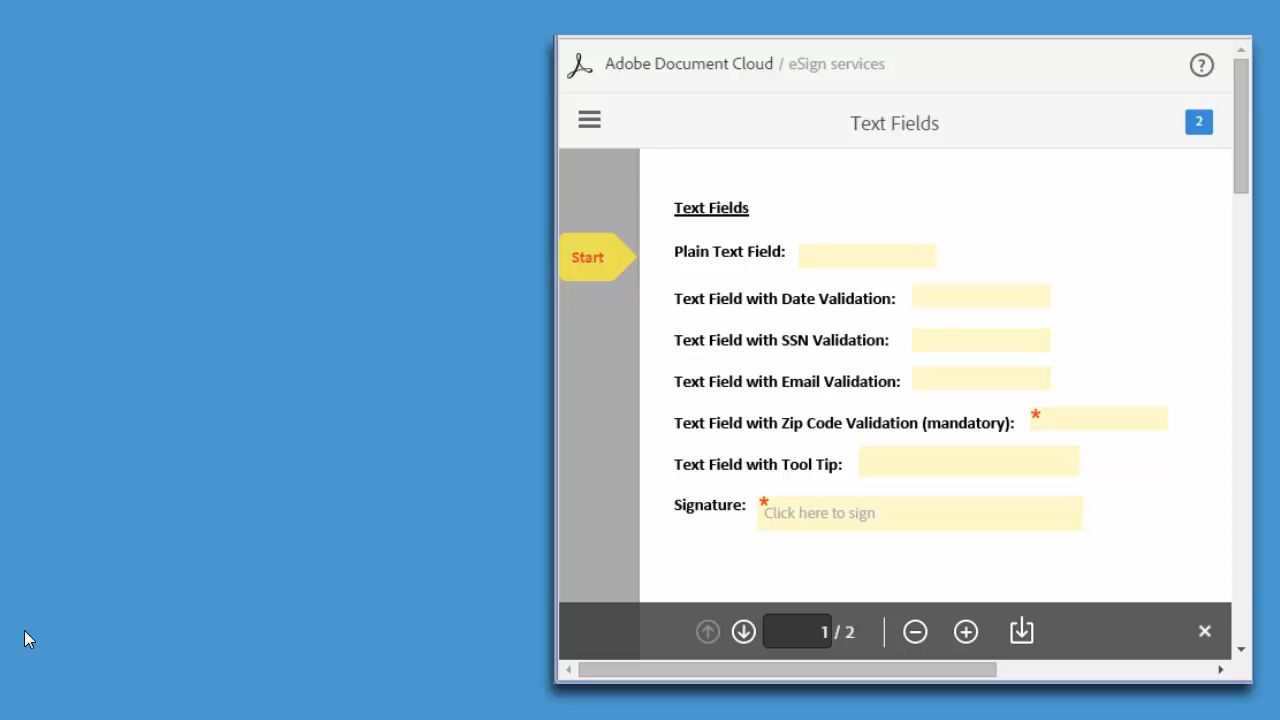 Adobe Document Cloud / eSign services
?
Text Fields
2
Text Fields
Start
Plain Text Field:
Text Field with Date Validation:
Text Field with SSN Validation:
Text Field with Email Validation:
Text Field with Zip Code Validation (mandatory): *
Text Field with Tool Tip:
Signature: * Click here to sign
1 / 2